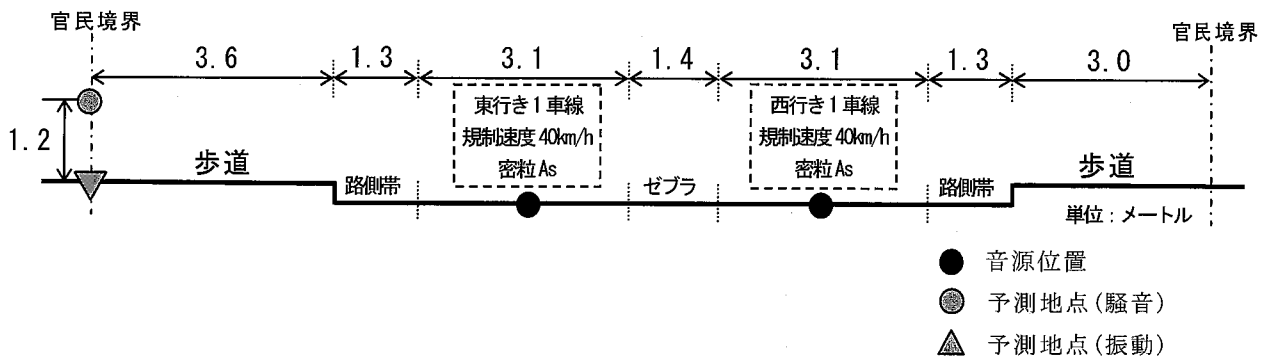 官民境界
官民境界
3.6
1.3
3.1
1.4
3.1
1.3
3.0
1.2
東行き1車線
規制速度40km/h
密粒As
西行き1車線
規制速度40km/h
密粒As
歩道
路側帯
ゼブラ
路側帯
歩道
単位:メートル
音源位置
予測地点(騒音)
予測地点(振動)